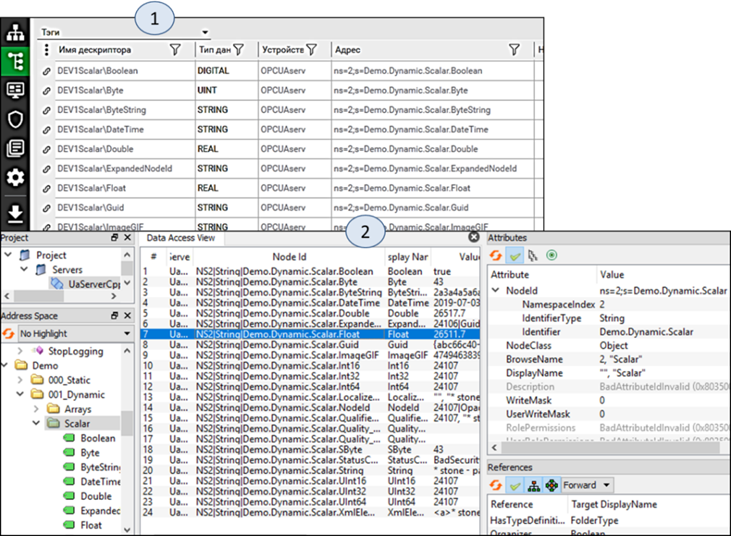 1
Тэги
Имя дескриптора Тип дан Устройств Адрес Н
DEV1Scalar\Boolean DIGITAL OPCUAserv ns=2;s=Demo.Dynamic.Scalar.Boolean
DEV1Scalar\Byte UINT OPCUAserv ns=2;s=Demo.Dynamic.Scalar.Byte
DEV1Scalar\ByteString STRING OPCUAserv ns=2;s=Demo.Dynamic.Scalar.ByteString
DEV1Scalar\DateTime STRING OPCUAserv ns=2;s=Demo.Dynamic.Scalar.DateTime
DEV1Scalar\Double REAL OPCUAserv ns=2;s=Demo.Dynamic.Scalar.Double
DEV1Scalar\ExpandedNodeId STRING OPCUAserv ns=2;s=Demo.Dynamic.Scalar.ExpandedNodeId
DEV1Scalar\Float REAL OPCUAserv ns=2;s=Demo.Dynamic.Scalar.Float
DEV1Scalar\Guid STRING OPCUAserv ns=2;s=Demo.Dynamic.Scalar.Guid
DEV1Scalar\ImageGIF STRING OPCUAserv ns=2;s=Demo.Dynamic.Scalar.ImageGIF
2
Project
Project
Servers
UaServerCpp
Address Space
No Highlight
StopLogging
Demo
000_Static
001_Dynamic
Arrays
Scalar
Boolean
Byte
ByteString
DateTime
Double
Expanded
Float
Data Access View
# ierve Node Id splay Nar Value
1 Ua... NS2|String|Demo.Dynamic.Scalar.Boolean Boolean true
2 Ua... NS2|String|Demo.Dynamic.Scalar.Byte Byte 43
3 Ua... NS2|String|Demo.Dynamic.Scalar.ByteString ByteStri... 2a3a4a5a6a
4 Ua... NS2|String|Demo.Dynamic.Scalar.DateTime DateTime 2019-07-03
5 Ua... NS2|String|Demo.Dynamic.Scalar.Double Double 26517.7
6 Ua... NS2|String|Demo.Dynamic.Scalar.Expande... Expand... 24106|Guid
7 Ua... NS2|String|Demo.Dynamic.Scalar.Float Float 26511.7
8 Ua... NS2|String|Demo.Dynamic.Scalar.Guid Guid {abc66c40-
9 Ua... NS2|String|Demo.Dynamic.Scalar.ImageGIF ImageGIF 4749463839
10 Ua... NS2|String|Demo.Dynamic.Scalar.Int16 Int16 24107
11 Ua... NS2|String|Demo.Dynamic.Scalar.Int32 Int32 24107
12 Ua... NS2|String|Demo.Dynamic.Scalar.Int64 Int64 24107
13 Ua... NS2|String|Demo.Dynamic.Scalar.Localize... Localize... "", "* stone
14 Ua... NS2|String|Demo.Dynamic.Scalar.NodeId NodeId 24107|Opac
15 Ua... NS2|String|Demo.Dynamic.Scalar.Qualifie... Qualifie... 24107, "* st
16 Ua... NS2|String|Demo.Dynamic.Scalar.Quality_... Quality_...
17 Ua... NS2|String|Demo.Dynamic.Scalar.Quality_... Quality_...
18 Ua... NS2|String|Demo.Dynamic.Scalar.SByte SByte 43
19 Ua... NS2|String|Demo.Dynamic.Scalar.StatusC... StatusC... BadSecurity
20 Ua... NS2|String|Demo.Dynamic.Scalar.String String * stone - pa
21 Ua... NS2|String|Demo.Dynamic.Scalar.UInt16 UInt16 24107
22 Ua... NS2|String|Demo.Dynamic.Scalar.UInt32 UInt32 24107
23 Ua... NS2|String|Demo.Dynamic.Scalar.UInt64 UInt64 24107
24 Ua... NS2|String|Demo.Dynamic.Scalar.XmlEle... XmlEle... <a>* stone
Attributes
Attribute Value
NodeId ns=2;s=Demo.Dynamic.Scalar
NamespaceIndex 2
IdentifierType String
Identifier Demo.Dynamic.Scalar
NodeClass Object
BrowseName 2, "Scalar"
DisplayName "", "Scalar"
Description BadAttributeIdInvalid (0x803500
WriteMask 0
UserWriteMask 0
RolePermissions BadAttributeIdInvalid (0x803500
References
Forward
Reference Target DisplayName
HasTypeDefiniti... FolderType
Organizes Boolean